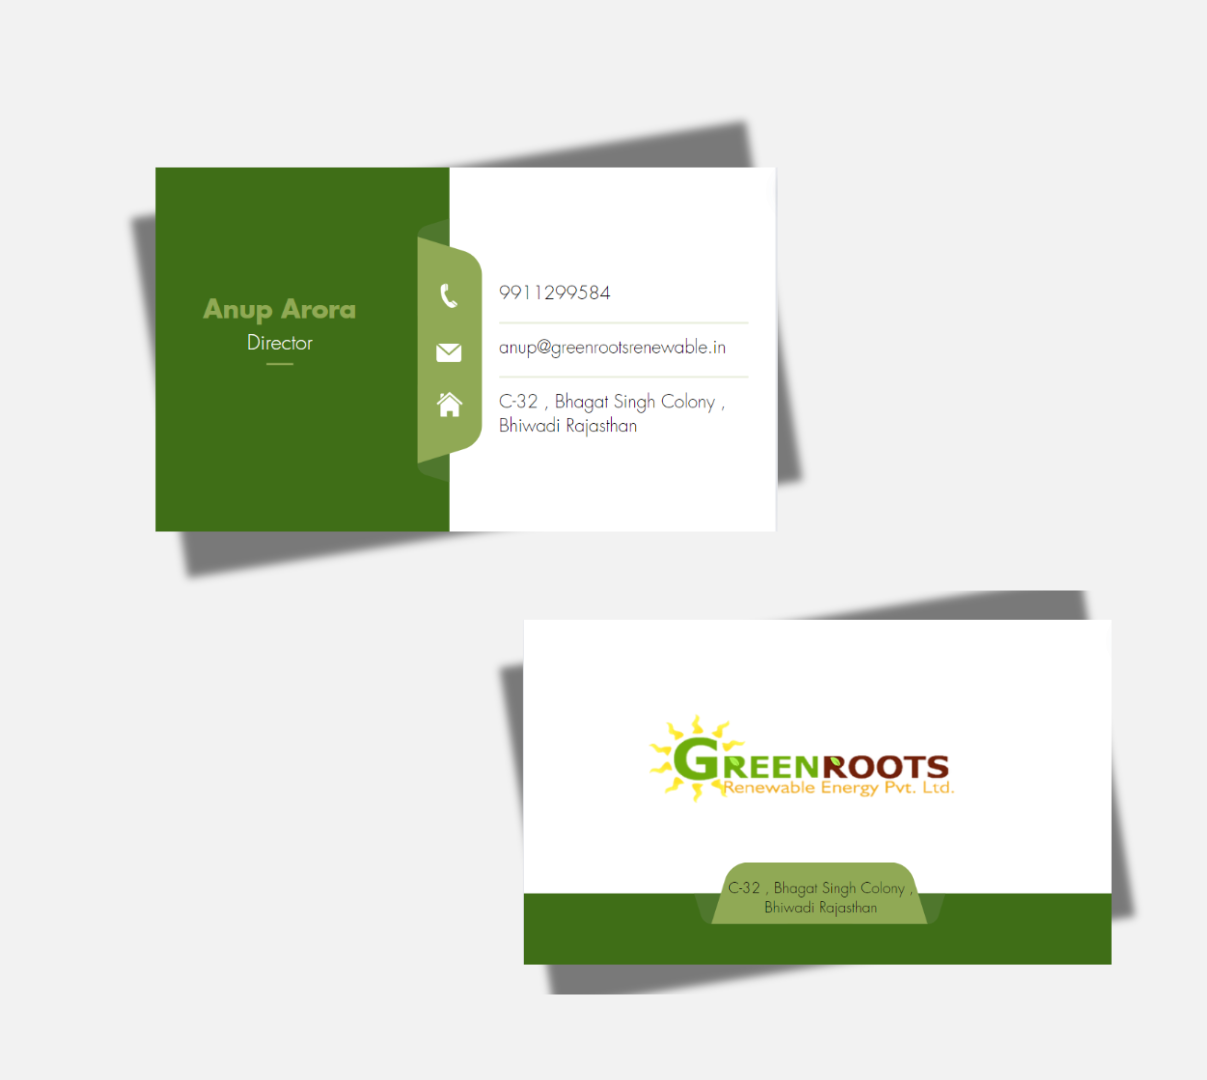 Anup Arora
Director
9911299584
anup@greenrootsrenewable.in
C-32 , Bhagat Singh Colony ,
Bhiwadi Rajasthan
GREENROOTS
Renewable Energy Pvt. Ltd.
C-32 , Bhagat Singh Colony ,
Bhiwadi Rajasthan